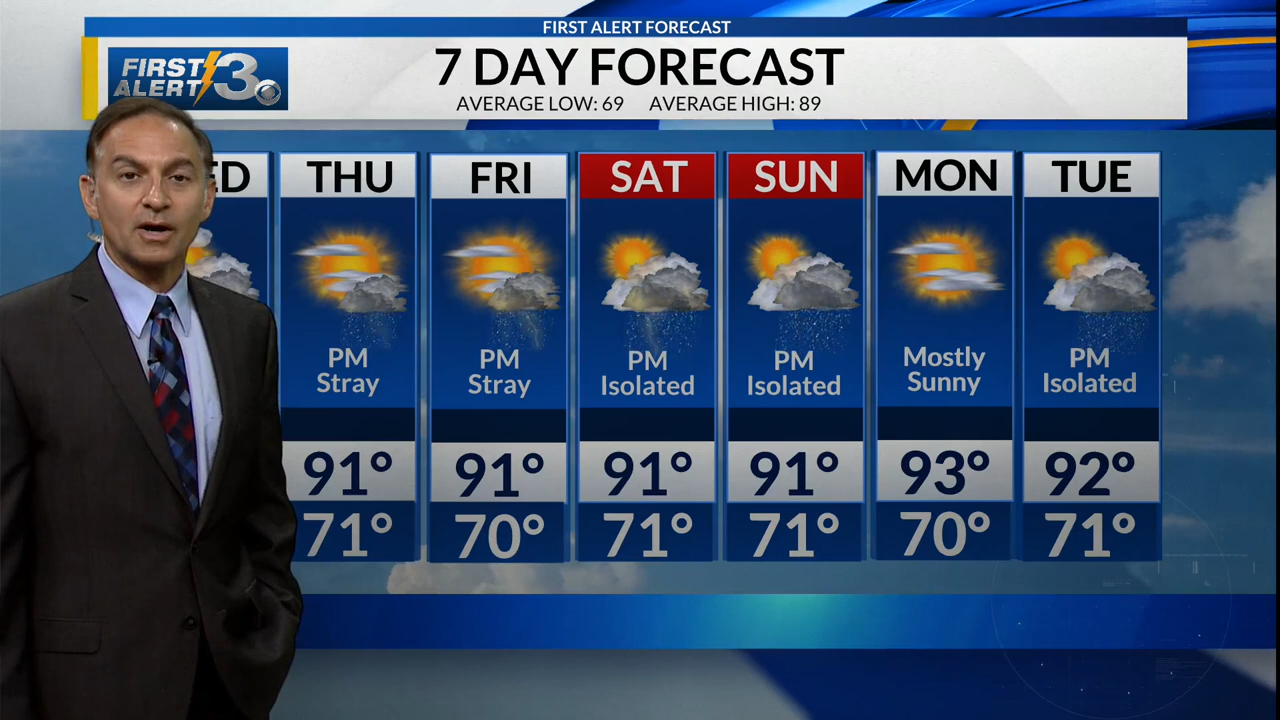 FIRST ALERT FORECAST
FIRST
ALERT
3
7 DAY FORECAST
AVERAGE LOW: 69 AVERAGE HIGH: 89
THU
PM
Stray
91°
71°
FRI
PM
Stray
91°
70°
SAT
PM
Isolated
91°
71°
SUN
PM
Isolated
91°
71°
MON
Mostly
Sunny
93°
70°
TUE
PM
Isolated
92°
71°